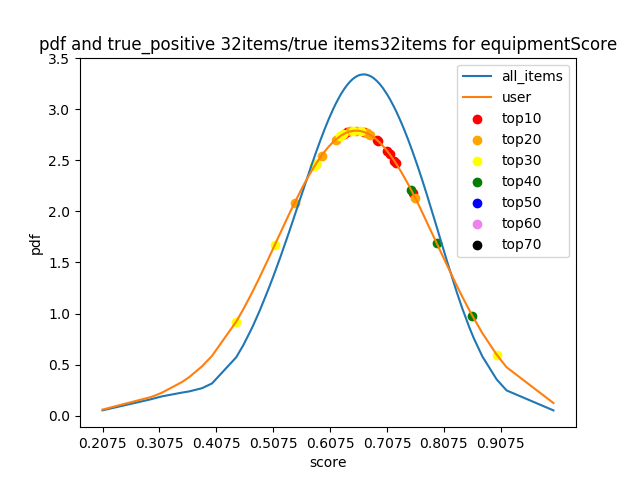 pdf and true_positive 32items/true items32items for equipmentScore
3.5
3.0
2.5
2.0
1.5
1.0
0.5
0.0
pdf
all_items
user
top10
top20
top30
top40
top50
top60
top70
0.2075 0.3075 0.4075 0.5075 0.6075 0.7075 0.8075 0.9075
score